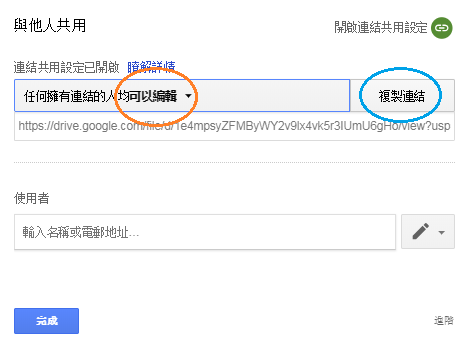 與他人共用
開啟連結共用設定
連結共用設定已開啟 瞭解詳情
任何擁有連結的人均可以編輯
複製連結
https://drive.google.com/file/d/1e4mpsyZFMByWY2v9lx4vk5r3IUmU6gHo/view?usp
使用者
輸入名稱或電郵地址...
完成
進階